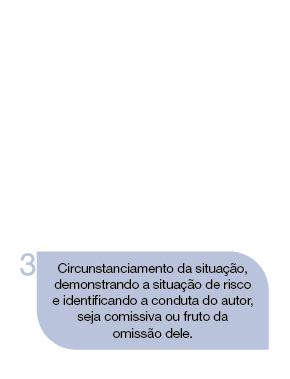 3
Circunstanciamento da situação,
demonstrando a situação de risco
e identificando a conduta do autor,
seja comissiva ou fruto da
omissão dele.